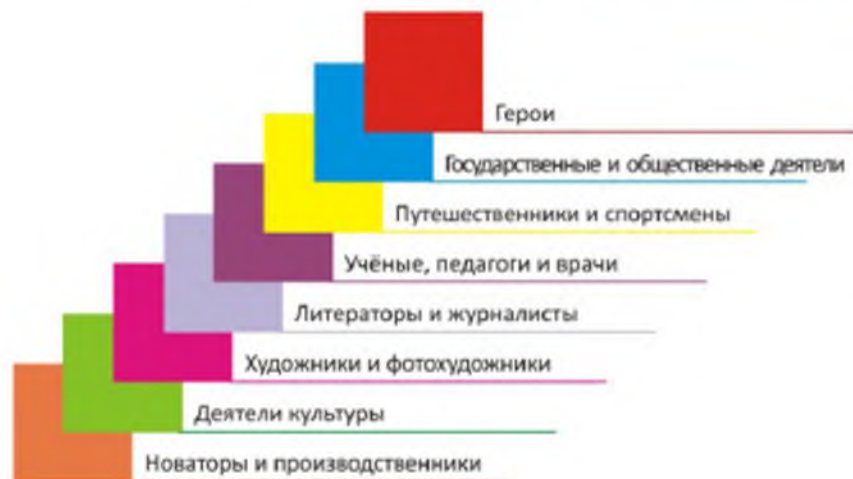 Герои
Государственные и общественные деятели
Путешественники и спортсмены
Учёные, педагоги и врачи
Литераторы и журналисты
Художники и фотохудожники
Деятели культуры
Новаторы и производственники